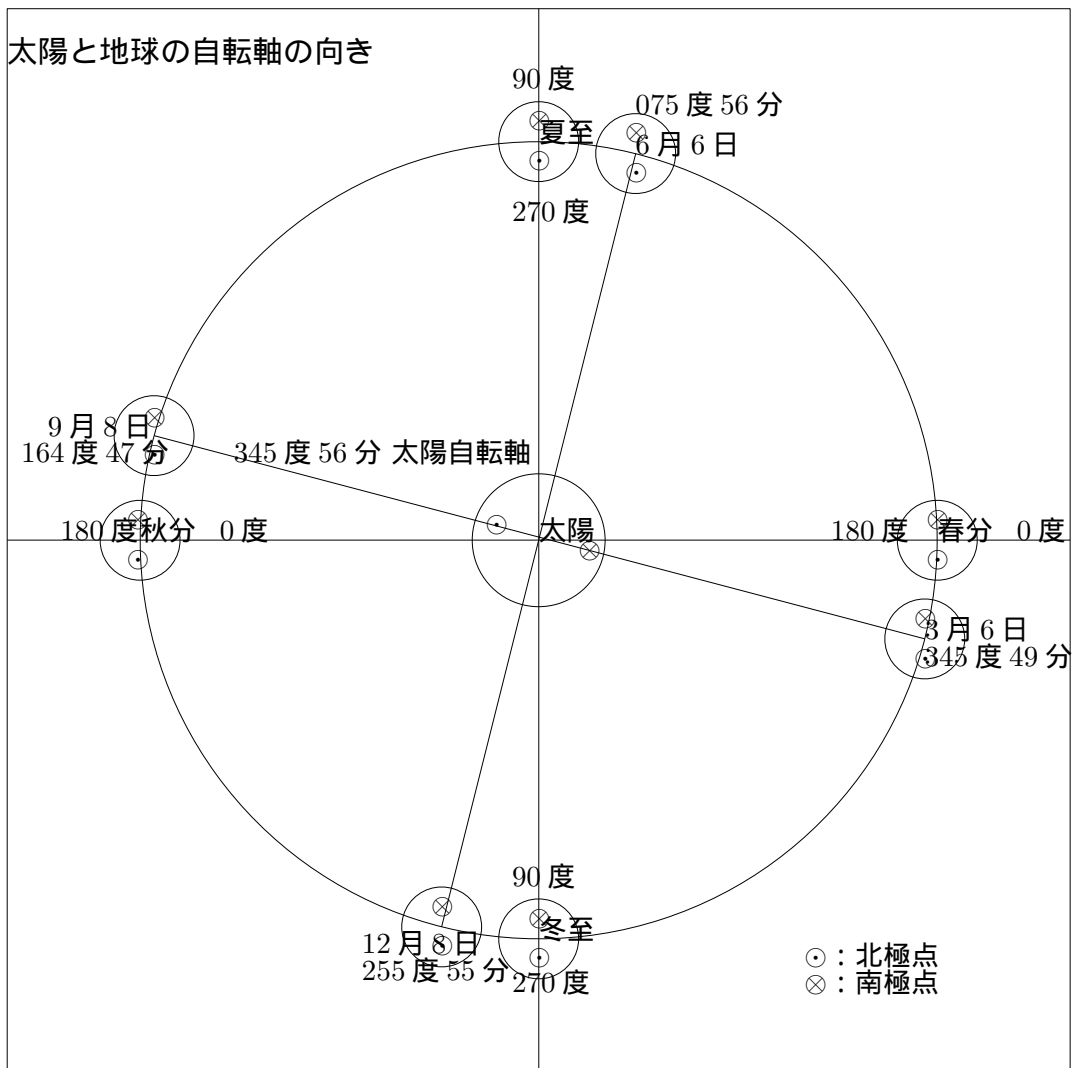 太陽と地球の自転軸の向き
90 度
075 度 56 分
夏至
6 月 6 日
270 度
9 月 8 日
164 度 47 分
345 度 56 分 太陽自転軸
180 度 秋分 0 度
太陽
180 度 春分 0 度
3 月 6 日
345 度 49 分
90 度
冬至
12 月 8 日
255 度 55 分
270 度
⊙：北極点
⊗：南極点